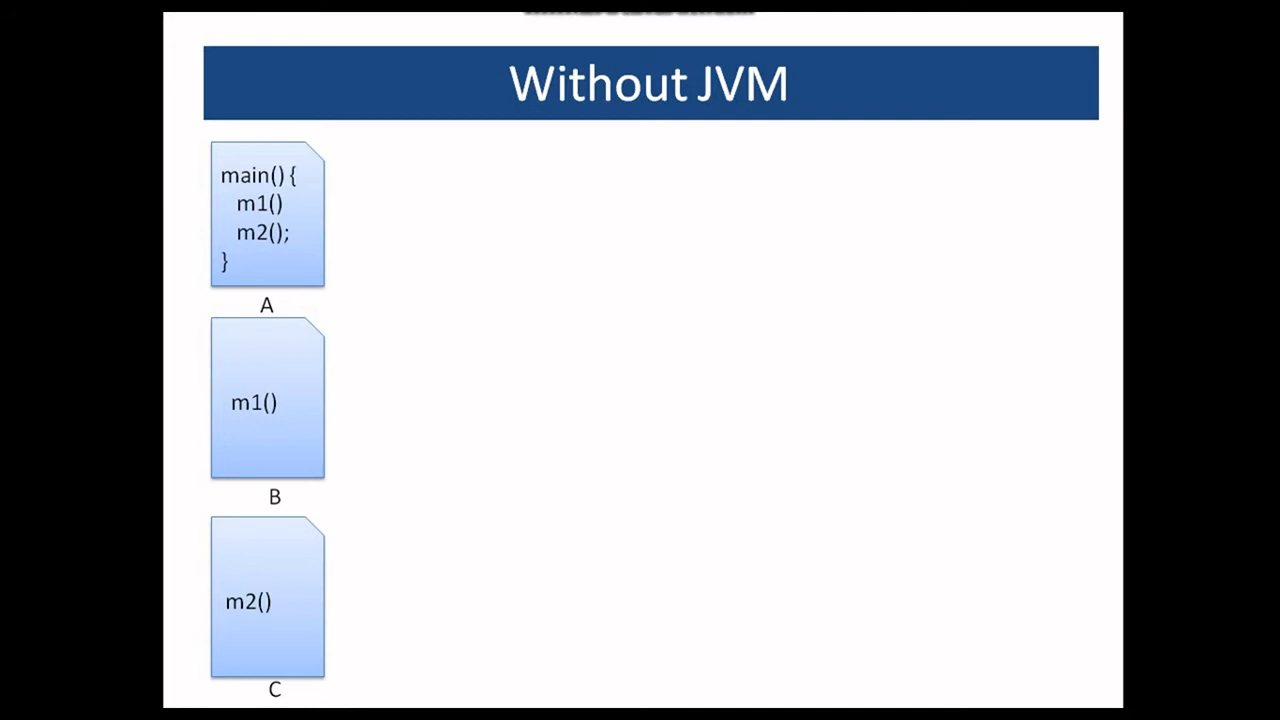 Without JVM
main() {
m1()
m2();
}
A
m1()
B
m2()
C